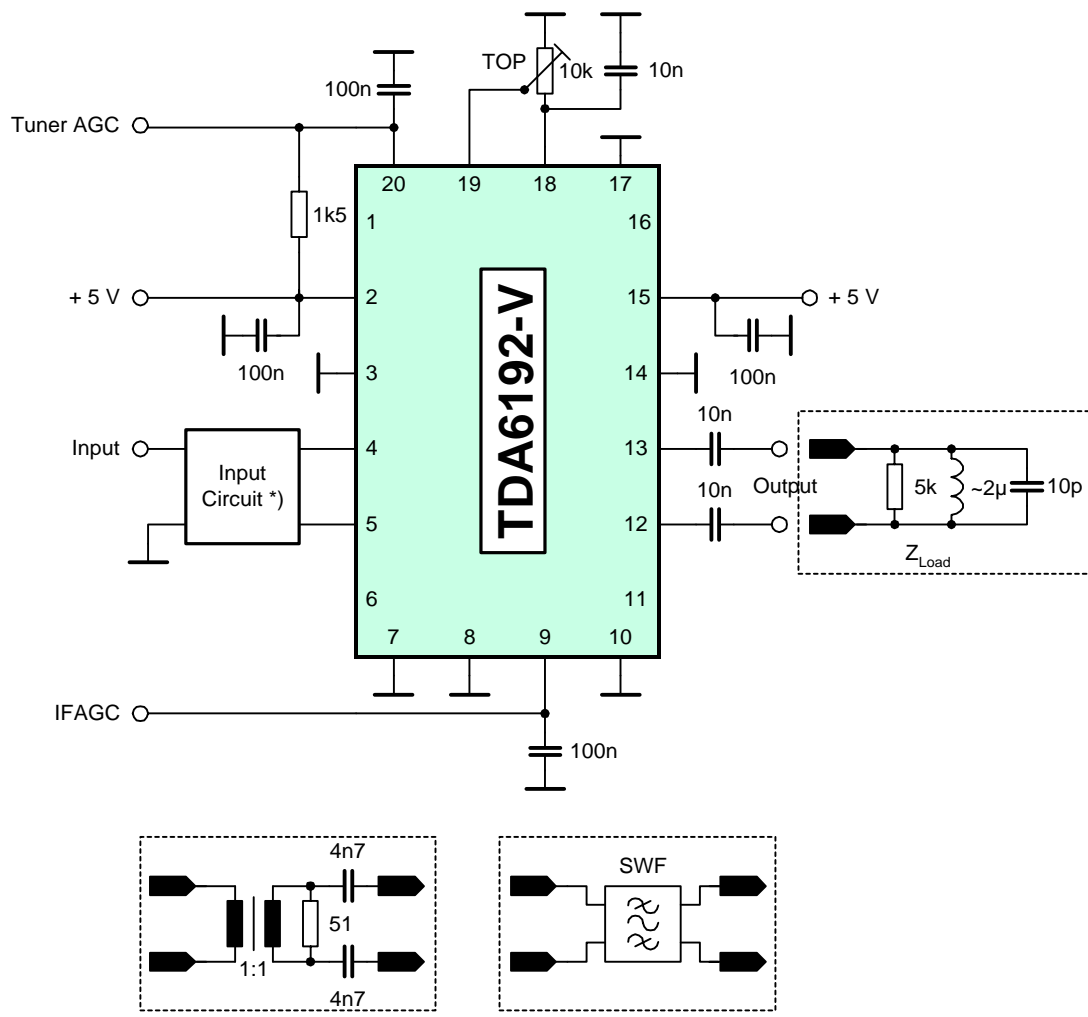 TOP
10k
10n
100n
Tuner AGC
20
19
18
17
1k5
1
16
+ 5 V
2
15
+ 5 V
100n
3
14
100n
TDA6192-V
10n
Input
4
13
Input
Circuit *)
10n
Output
5k
~2µ
10p
5
12
Z_Load
6
11
7
8
9
10
IFAGC
100n
4n7
51
1:1
4n7
SWF